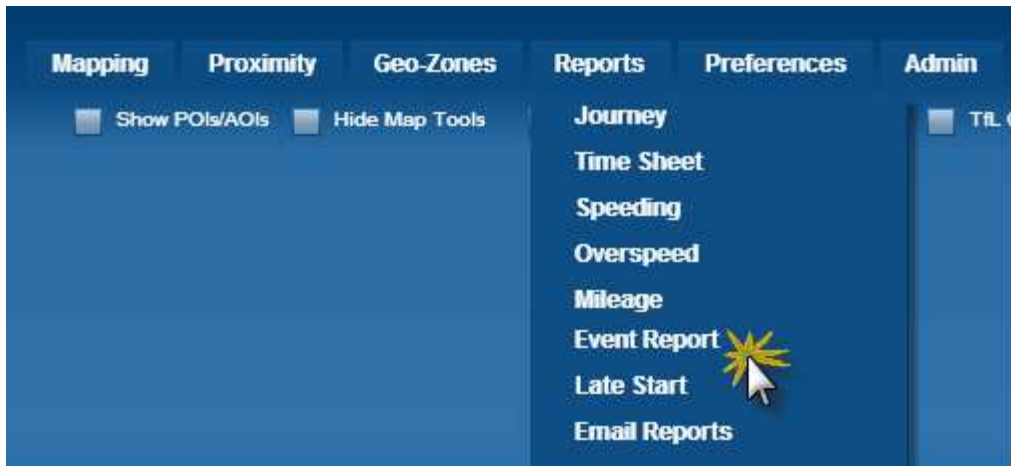 Mapping Proximity Geo-Zones Reports Preferences Admin
Show POIs/AOIs Hide Map Tools TfL
Journey
Time Sheet
Speeding
Overspeed
Mileage
Event Report
Late Start
Email Reports